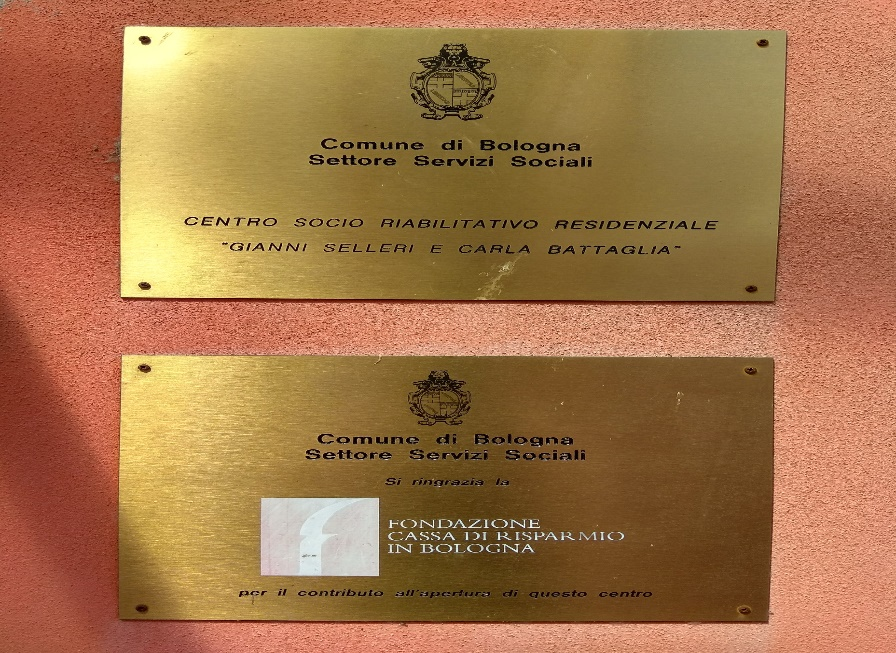 Comune di Bologna
Settore Servizi Sociali
CENTRO SOCIO RIABILITATIVO RESIDENZIALE
"GIANNI SELLERI E CARLA BATTAGLIA"
Comune di Bologna
Settore Servizi Sociali
Si ringrazia la
FONDAZIONE
CASSA DI RISPARMIO
IN BOLOGNA
per il contributo all'apertura di questo centro